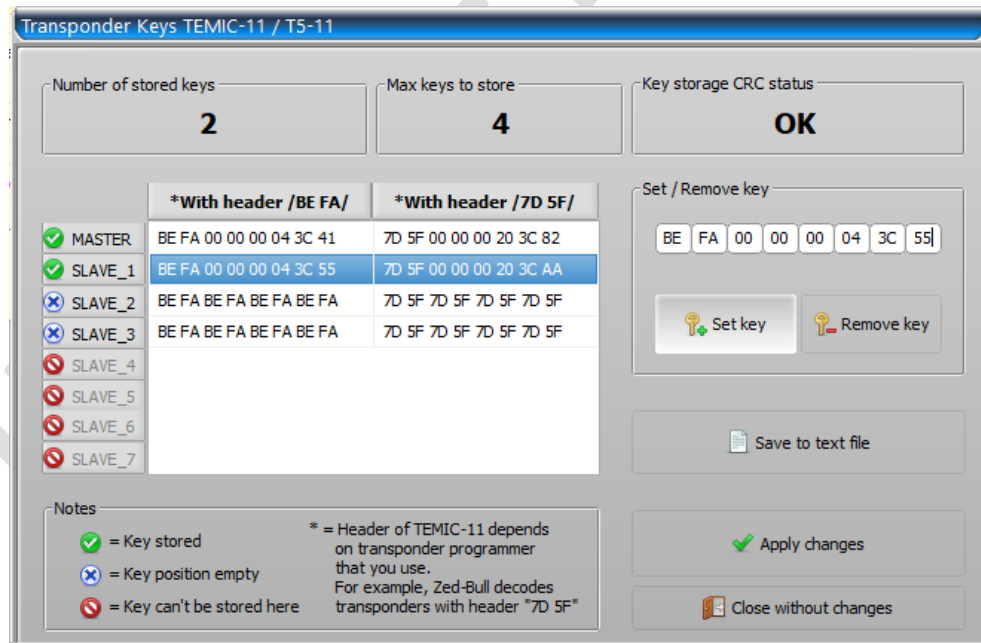 Transponder Keys TEMIC-11 / T5-11
Number of stored keys
2
Max keys to store
4
Key storage CRC status
OK
*With header /BE FA/ *With header /7D 5F/
MASTER BE FA 00 00 00 04 3C 41 7D 5F 00 00 00 20 3C 82
SLAVE_1 BE FA 00 00 00 04 3C 55 7D 5F 00 00 00 20 3C AA
SLAVE_2 BE FA BE FA BE FA BE FA 7D 5F 7D 5F 7D 5F 7D 5F
SLAVE_3 BE FA BE FA BE FA BE FA 7D 5F 7D 5F 7D 5F 7D 5F
SLAVE_4
SLAVE_5
SLAVE_6
SLAVE_7
Set / Remove key
BE FA 00 00 00 04 3C 55
Set key Remove key
Save to text file
Notes
= Key stored
= Key position empty
= Key can't be stored here
* = Header of TEMIC-11 depends
on transponder programmer
that you use.
For example, Zed-Bull decodes
transponders with header "7D 5F"
Apply changes
Close without changes